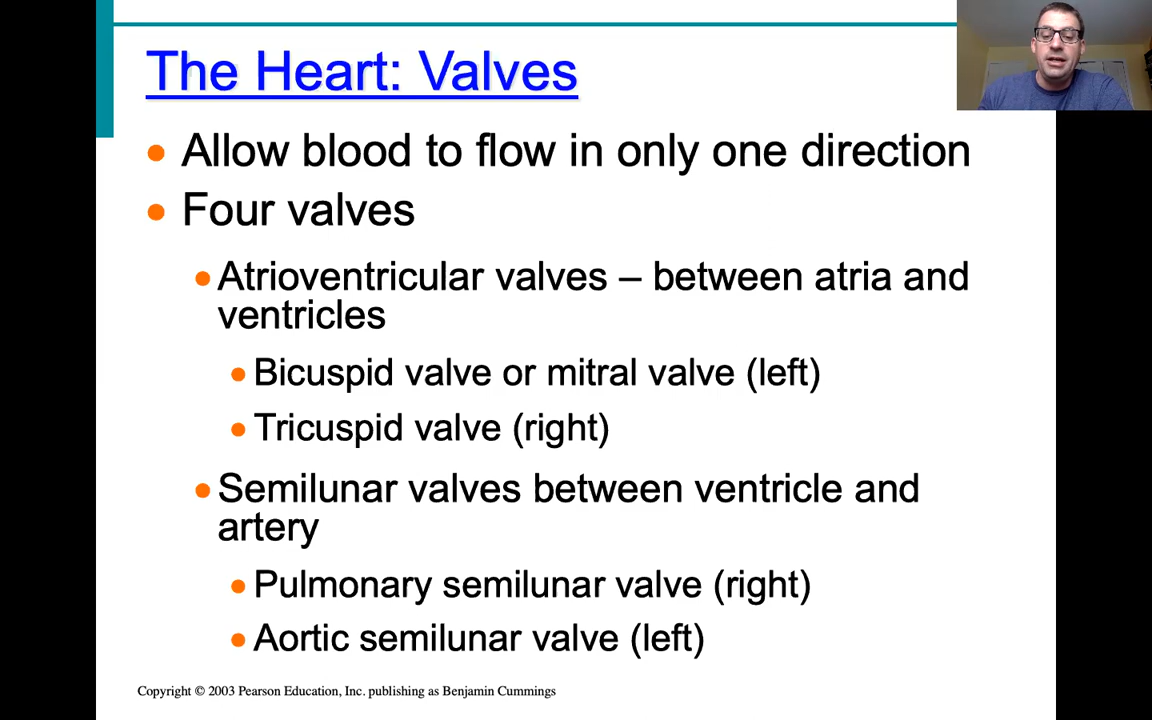 The Heart: Valves
Allow blood to flow in only one direction
Four valves
Atrioventricular valves – between atria and
ventricles
Bicuspid valve or mitral valve (left)
Tricuspid valve (right)
Semilunar valves between ventricle and
artery
Pulmonary semilunar valve (right)
Aortic semilunar valve (left)
Copyright © 2003 Pearson Education, Inc. publishing as Benjamin Cummings